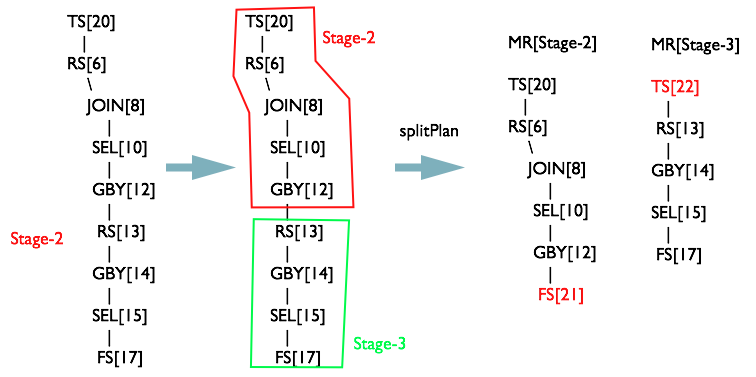 TS[20]
RS[6]
JOIN[8]
SEL[10]
GBY[12]
RS[13]
GBY[14]
SEL[15]
FS[17]
Stage-2
TS[20]
RS[6]
JOIN[8]
SEL[10]
GBY[12]
RS[13]
GBY[14]
SEL[15]
FS[17]
Stage-2
Stage-3
splitPlan
MR[Stage-2]
TS[20]
RS[6]
JOIN[8]
SEL[10]
GBY[12]
FS[21]
MR[Stage-3]
TS[22]
RS[13]
GBY[14]
SEL[15]
FS[17]